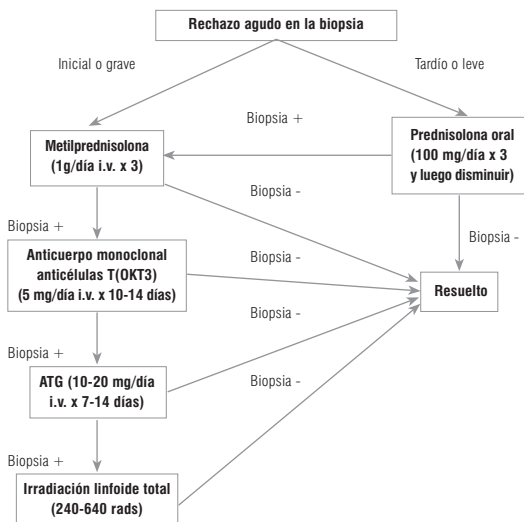 Rechazo agudo en la biopsia
Inicial o grave
Tardío o leve
Biopsia +
Metilprednisolona
(1g/día i.v. x 3)
Prednisolona oral
(100 mg/día x 3
y luego disminuir)
Biopsia -
Biopsia +
Biopsia -
Anticuerpo monoclonal
anticélulas T(OKT3)
(5 mg/día i.v. x 10-14 días)
Biopsia -
Resuelto
Biopsia -
Biopsia +
ATG (10-20 mg/día
i.v. x 7-14 días)
Biopsia -
Biopsia +
Irradiación linfoide total
(240-640 rads)